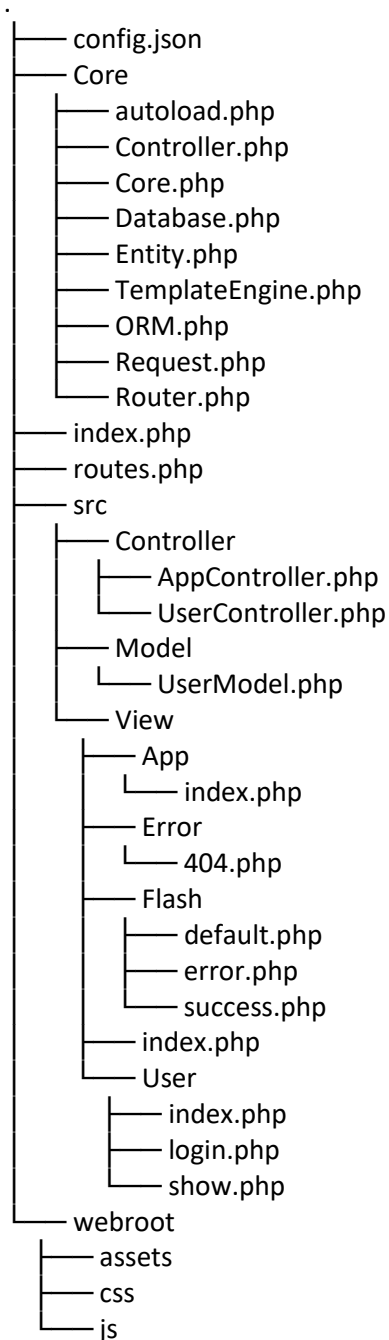 .
config.json
Core
autoload.php
Controller.php
Core.php
Database.php
Entity.php
TemplateEngine.php
ORM.php
Request.php
Router.php
index.php
routes.php
src
Controller
AppController.php
UserController.php
Model
UserModel.php
View
App
index.php
Error
404.php
Flash
default.php
error.php
success.php
index.php
User
index.php
login.php
show.php
webroot
assets
css
js